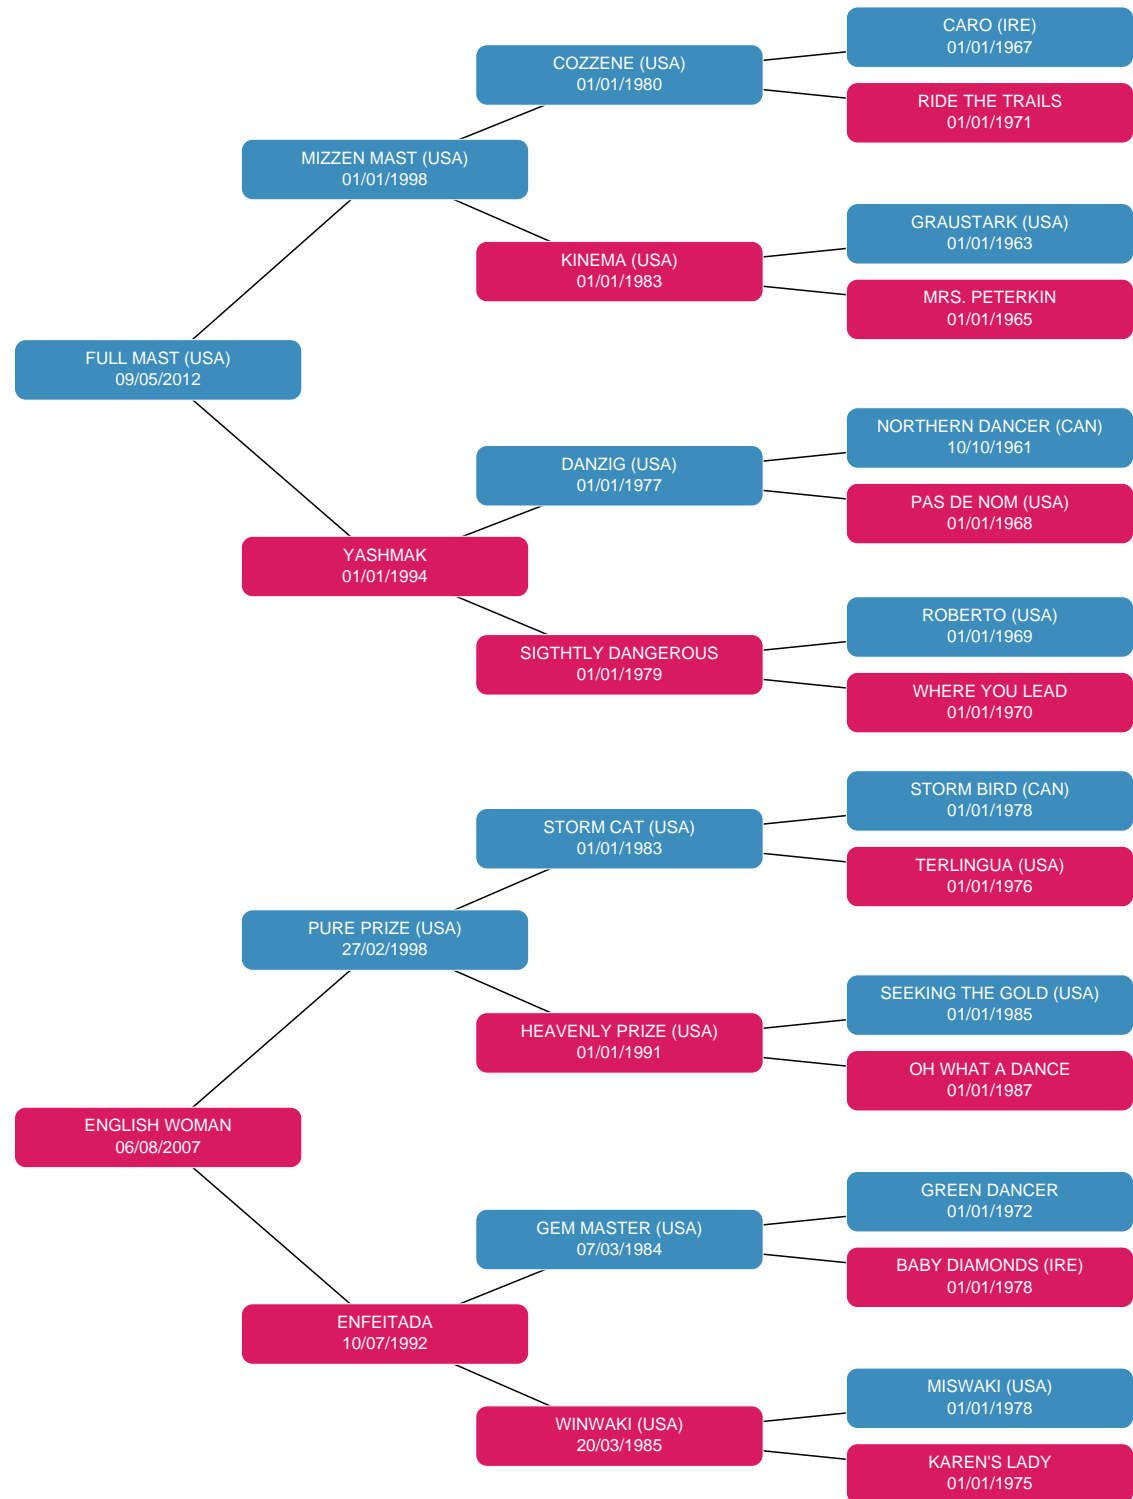 CARO (IRE)
01/01/1967
COZZENE (USA)
01/01/1980
RIDE THE TRAILS
01/01/1971
MIZZEN MAST (USA)
01/01/1998
GRAUSTARK (USA)
01/01/1963
KINEMA (USA)
01/01/1983
MRS. PETERKIN
01/01/1965
FULL MAST (USA)
09/05/2012
NORTHERN DANCER (CAN)
10/10/1961
DANZIG (USA)
01/01/1977
PAS DE NOM (USA)
01/01/1968
YASHMAK
01/01/1994
ROBERTO (USA)
01/01/1969
SIGTHTLY DANGEROUS
01/01/1979
WHERE YOU LEAD
01/01/1970
STORM BIRD (CAN)
01/01/1978
STORM CAT (USA)
01/01/1983
TERLINGUA (USA)
01/01/1976
PURE PRIZE (USA)
27/02/1998
SEEKING THE GOLD (USA)
01/01/1985
HEAVENLY PRIZE (USA)
01/01/1991
OH WHAT A DANCE
01/01/1987
ENGLISH WOMAN
06/08/2007
GREEN DANCER
01/01/1972
GEM MASTER (USA)
07/03/1984
BABY DIAMONDS (IRE)
01/01/1978
ENFEITADA
10/07/1992
MISWAKI (USA)
01/01/1978
WINWAKI (USA)
20/03/1985
KAREN'S LADY
01/01/1975